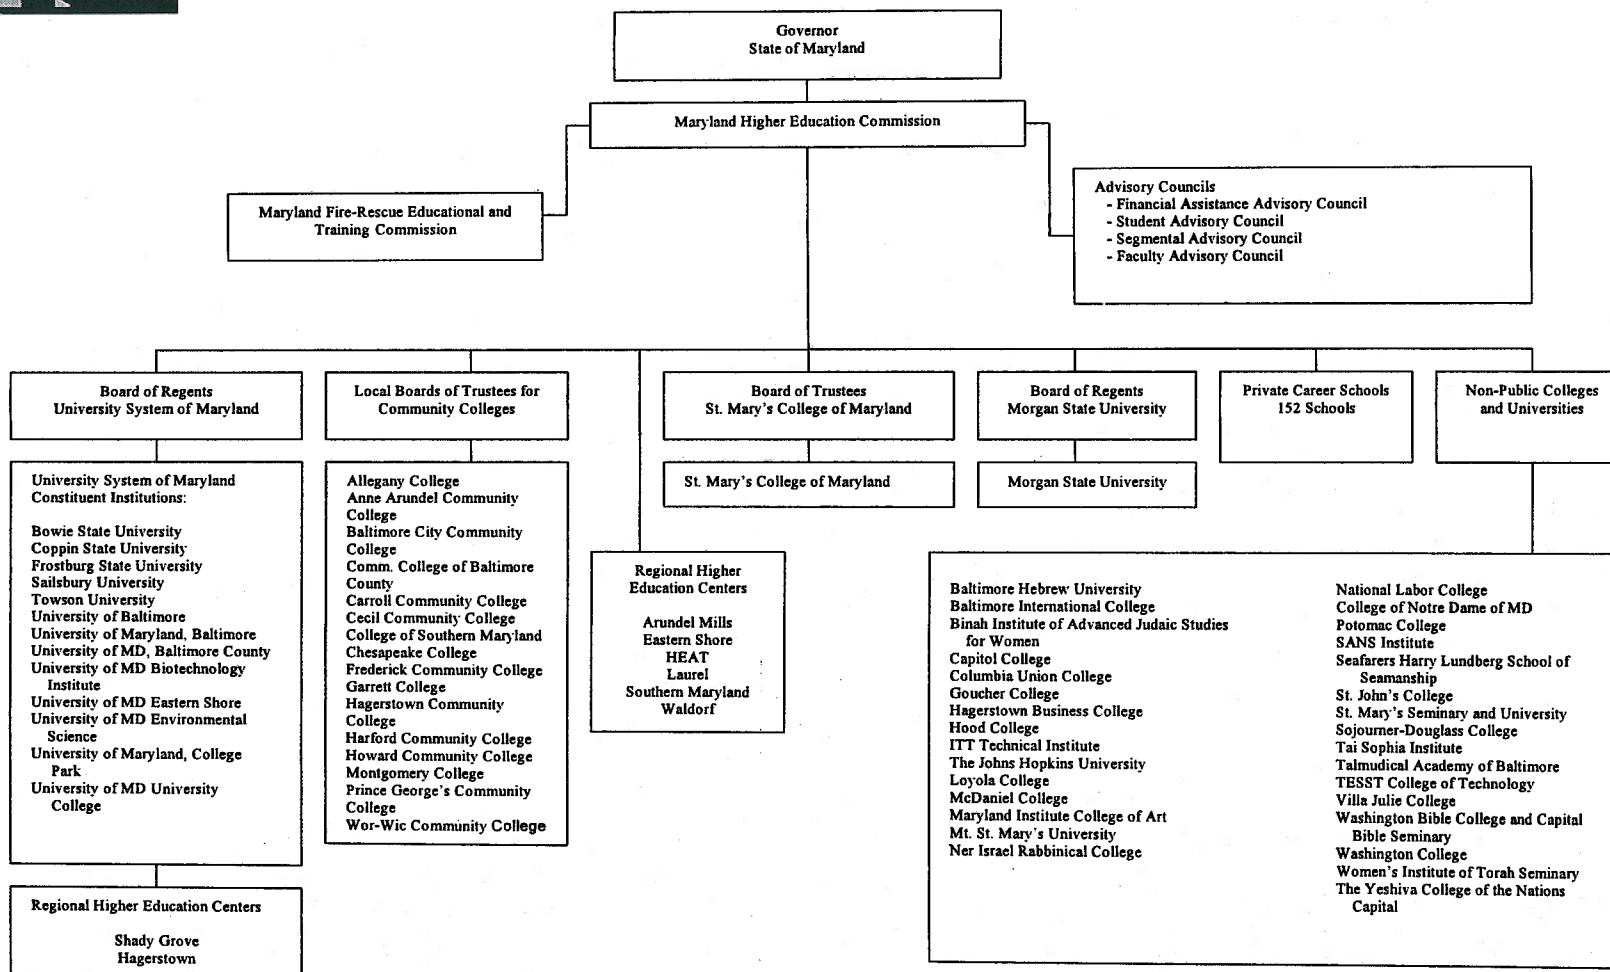 Governor
State of Maryland
Maryland Higher Education Commission
Maryland Fire-Rescue Educational and
Training Commission
Advisory Councils
- Financial Assistance Advisory Council
- Student Advisory Council
- Segmental Advisory Council
- Faculty Advisory Council
Board of Regents
University System of Maryland
Local Boards of Trustees for
Community Colleges
Board of Trustees
St. Mary's College of Maryland
Board of Regents
Morgan State University
Private Career Schools
152 Schools
Non-Public Colleges
and Universities
University System of Maryland
Constituent Institutions:
Bowie State University
Coppin State University
Frostburg State University
Sailsbury University
Towson University
University of Baltimore
University of Maryland, Baltimore
University of MD, Baltimore County
University of MD Biotechnology
Institute
University of MD Eastern Shore
University of MD Environmental
Science
University of Maryland, College
Park
University of MD University
College
Regional Higher Education Centers
Shady Grove
Hagerstown
Allegany College
Anne Arundel Community
College
Baltimore City Community
College
Comm. College of Baltimore
County
Carroll Community College
Cecil Community College
College of Southern Maryland
Chesapeake College
Frederick Community College
Garrett College
Hagerstown Community
College
Harford Community College
Howard Community College
Montgomery College
Prince George's Community
College
Wor-Wic Community College
Regional Higher
Education Centers
Arundel Mills
Eastern Shore
HEAT
Laurel
Southern Maryland
Waldorf
St. Mary's College of Maryland
Morgan State University
Baltimore Hebrew University
Baltimore International College
Binah Institute of Advanced Judaic Studies
for Women
Capitol College
Columbia Union College
Goucher College
Hagerstown Business College
Hood College
ITT Technical Institute
The Johns Hopkins University
Loyola College
McDaniel College
Maryland Institute College of Art
Mt. St. Mary's University
Ner Israel Rabbinical College
National Labor College
College of Notre Dame of MD
Potomac College
SANS Institute
Seafarers Harry Lundberg School of
Seamanship
St. John's College
St. Mary's Seminary and University
Sojourner-Douglass College
Tai Sophia Institute
Talmudical Academy of Baltimore
TESST College of Technology
Villa Julie College
Washington Bible College and Capital
Bible Seminary
Washington College
Women's Institute of Torah Seminary
The Yeshiva College of the Nations
Capital